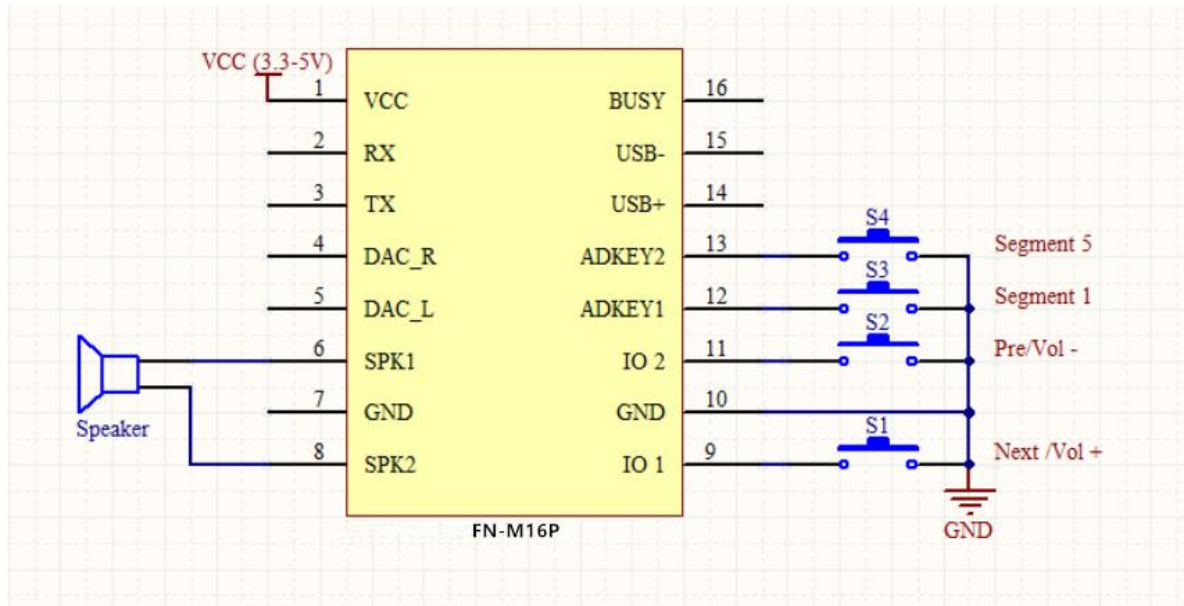 VCC (3.3-5V)
1
VCC
BUSY
16
2
RX
USB-
15
3
TX
USB+
14
S4
4
DAC_R
ADKEY2
13
Segment 5
S3
5
DAC_L
ADKEY1
12
Segment 1
S2
6
SPK1
IO 2
11
Pre/Vol -
7
GND
GND
10
Speaker
S1
8
SPK2
IO 1
9
Next /Vol +
FN-M16P
GND